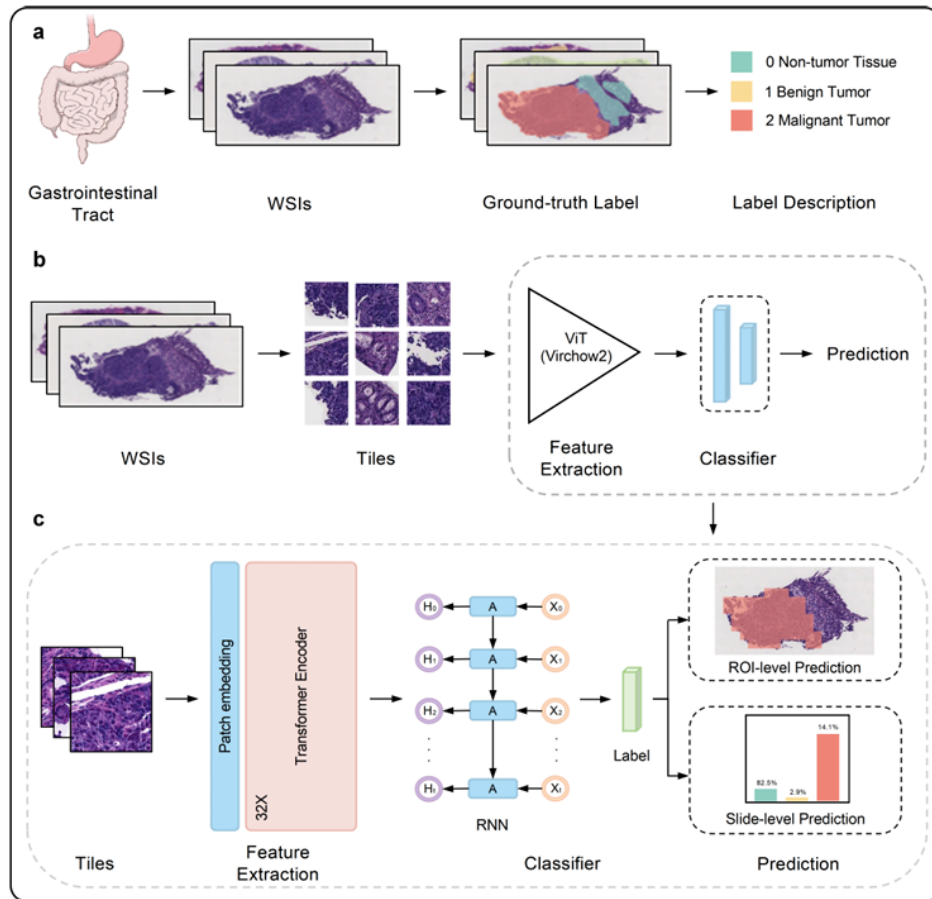 a
0 Non-tumor Tissue
1 Benign Tumor
2 Malignant Tumor
Gastrointestinal
Tract
WSIs
Ground-truth Label
Label Description
b
ViT
(Virchow2)
Prediction
WSIs
Tiles
Feature
Extraction
Classifier
c
Patch embedding
Transformer Encoder
32X
H₀
A
X₀
H₁
A
X₁
H₂
A
X₂
A
RNN
Label
ROI-level Prediction
82.5%
2.9%
14.1%
Slide-level Prediction
Tiles
Feature
Extraction
Classifier
Prediction